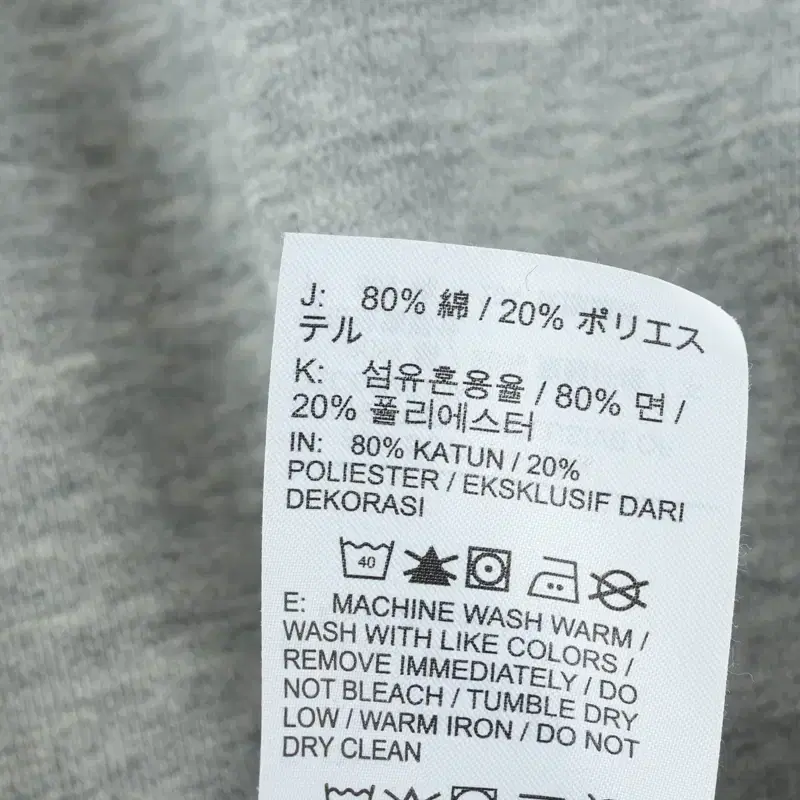 J: 80% 綿 / 20% ポリエス
テル
K: 섬유혼용율 / 80% 면 /
20% 폴리에스터
IN: 80% KATUN / 20%
POLIESTER / EKSKLUSIF DARI
DEKORASI
40
E: MACHINE WASH WARM /
WASH WITH LIKE COLORS /
REMOVE IMMEDIATELY / DO
NOT BLEACH / TUMBLE DRY
LOW / WARM IRON / DO NOT
DRY CLEAN